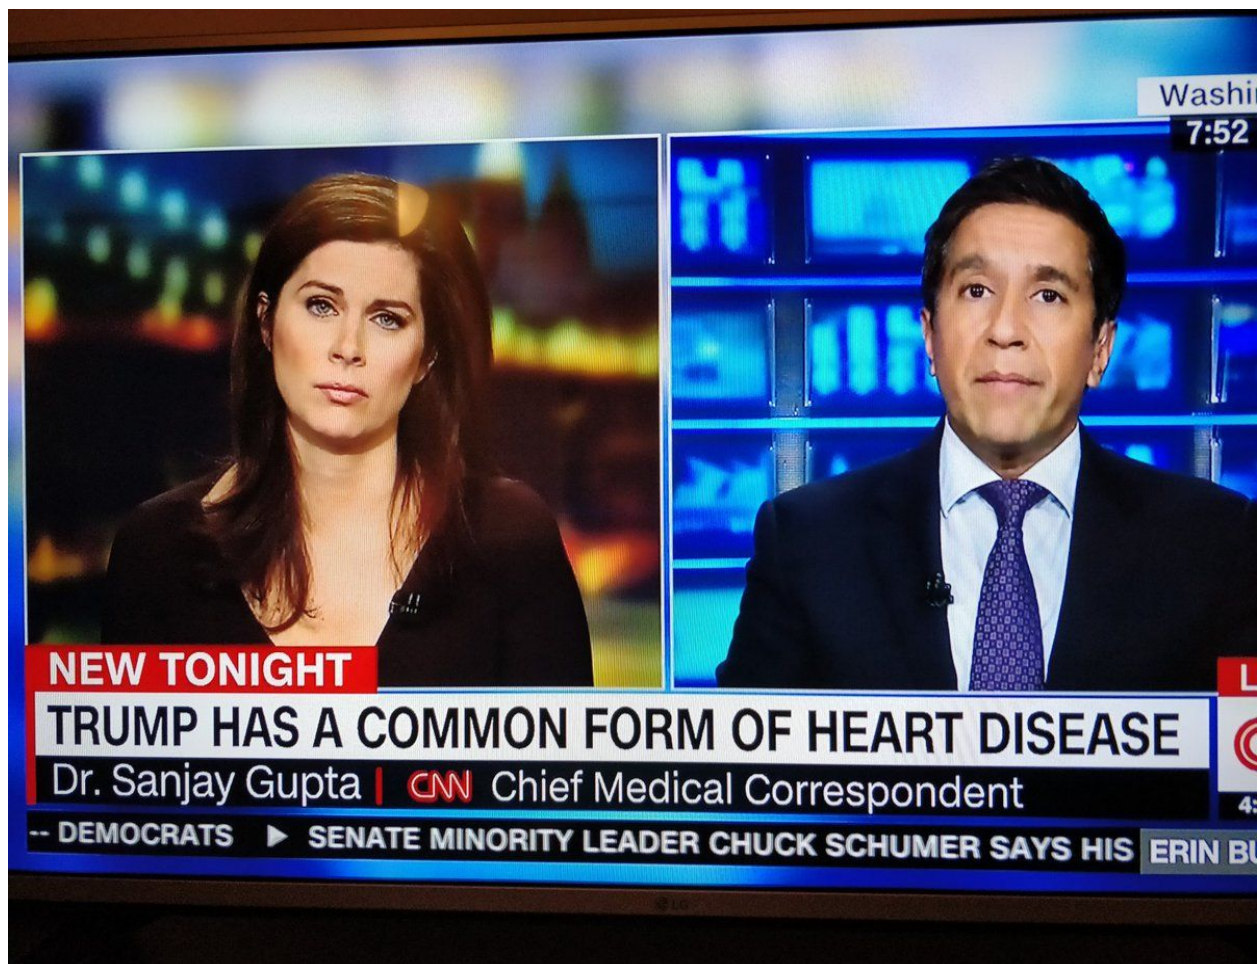 Washi
7:52
NEW TONIGHT
TRUMP HAS A COMMON FORM OF HEART DISEASE
Dr. Sanjay Gupta | CNN Chief Medical Correspondent
-- DEMOCRATS ▶ SENATE MINORITY LEADER CHUCK SCHUMER SAYS HIS
ERIN BU
LG